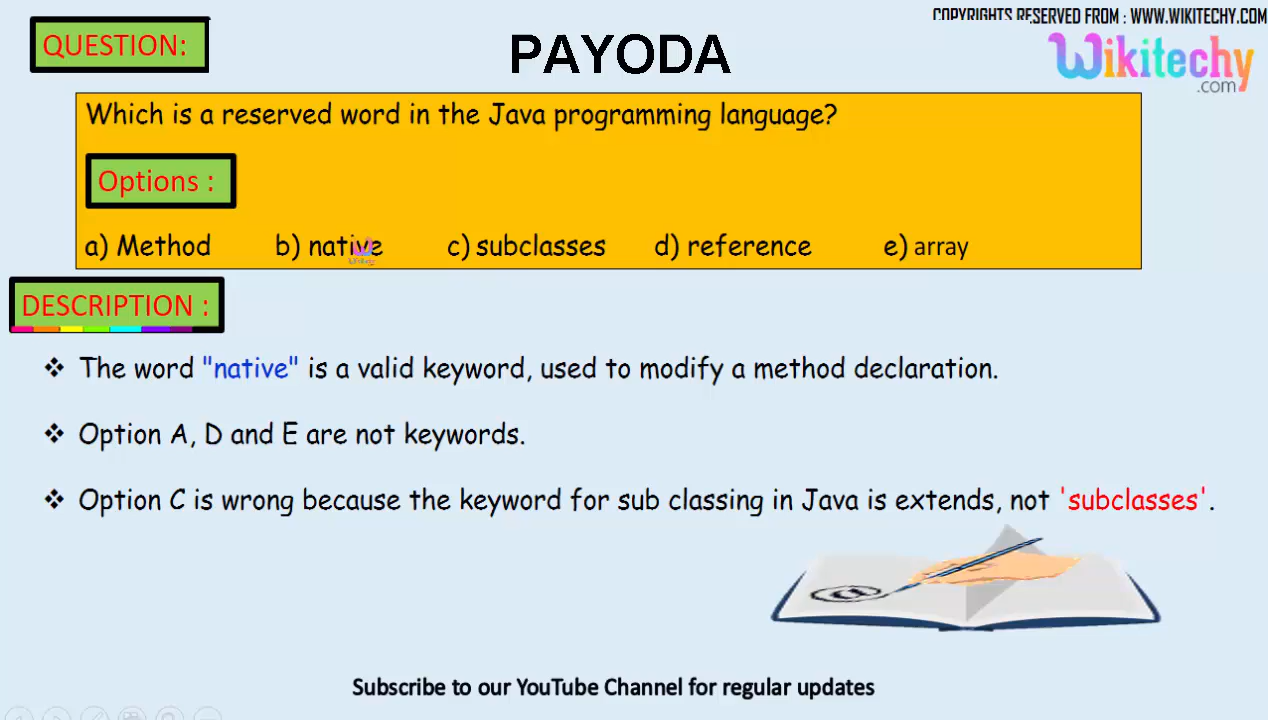 COPYRIGHTS RESERVED FROM : WWW.WIKITECHY.COM
QUESTION:
PAYODA
Wikitechy
.com
Which is a reserved word in the Java programming language?
Options :
a) Method b) native c) subclasses d) reference e) array
DESCRIPTION :
❖ The word "native" is a valid keyword, used to modify a method declaration.
❖ Option A, D and E are not keywords.
❖ Option C is wrong because the keyword for sub classing in Java is extends, not 'subclasses'.
@
Subscribe to our YouTube Channel for regular updates